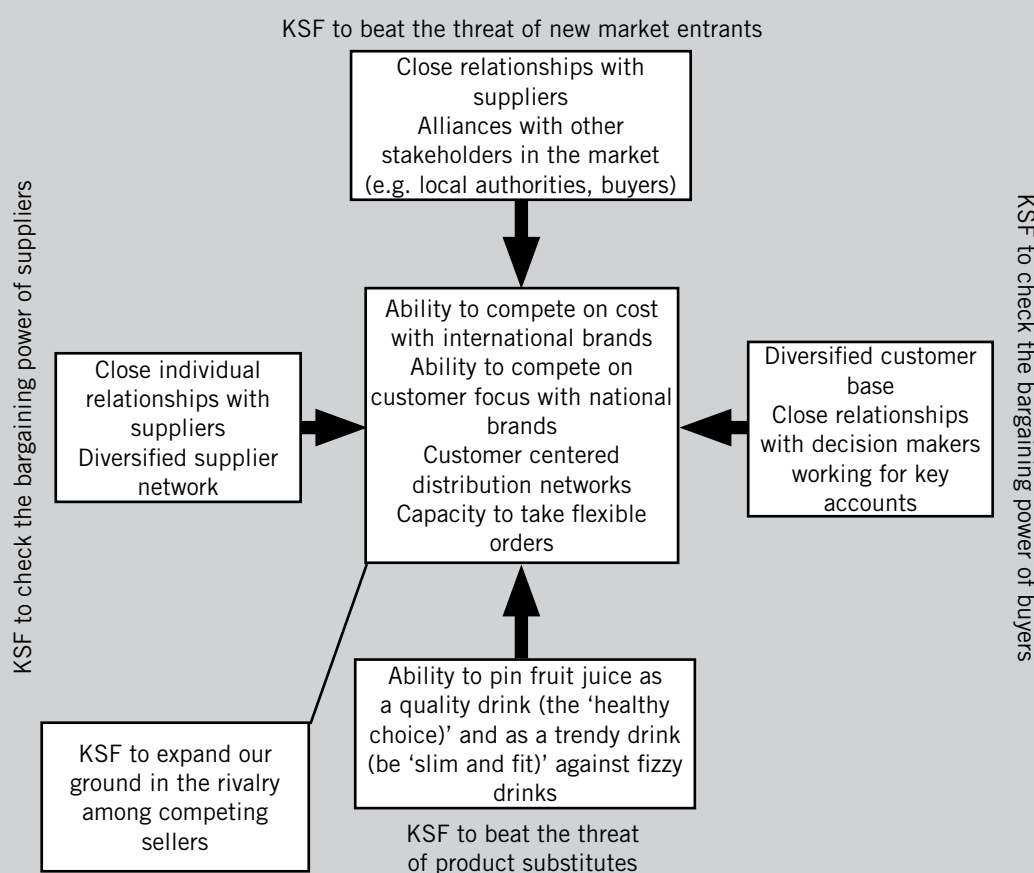 KSF to beat the threat of new market entrants
Close relationships with
suppliers
Alliances with other
stakeholders in the market
(e.g. local authorities, buyers)
KSF to check the bargaining power of suppliers
Close individual
relationships with
suppliers
Diversified supplier
network
Ability to compete on cost
with international brands
Ability to compete on
customer focus with national
brands
Customer centered
distribution networks
Capacity to take flexible
orders
Diversified customer
base
Close relationships
with decision makers
working for key
accounts
KSF to check the bargaining power of buyers
KSF to expand our
ground in the rivalry
among competing
sellers
Ability to pin fruit juice as
a quality drink (the ‘healthy
choice)’ and as a trendy drink
(be ‘slim and fit)’ against fizzy
drinks
KSF to beat the threat
of product substitutes